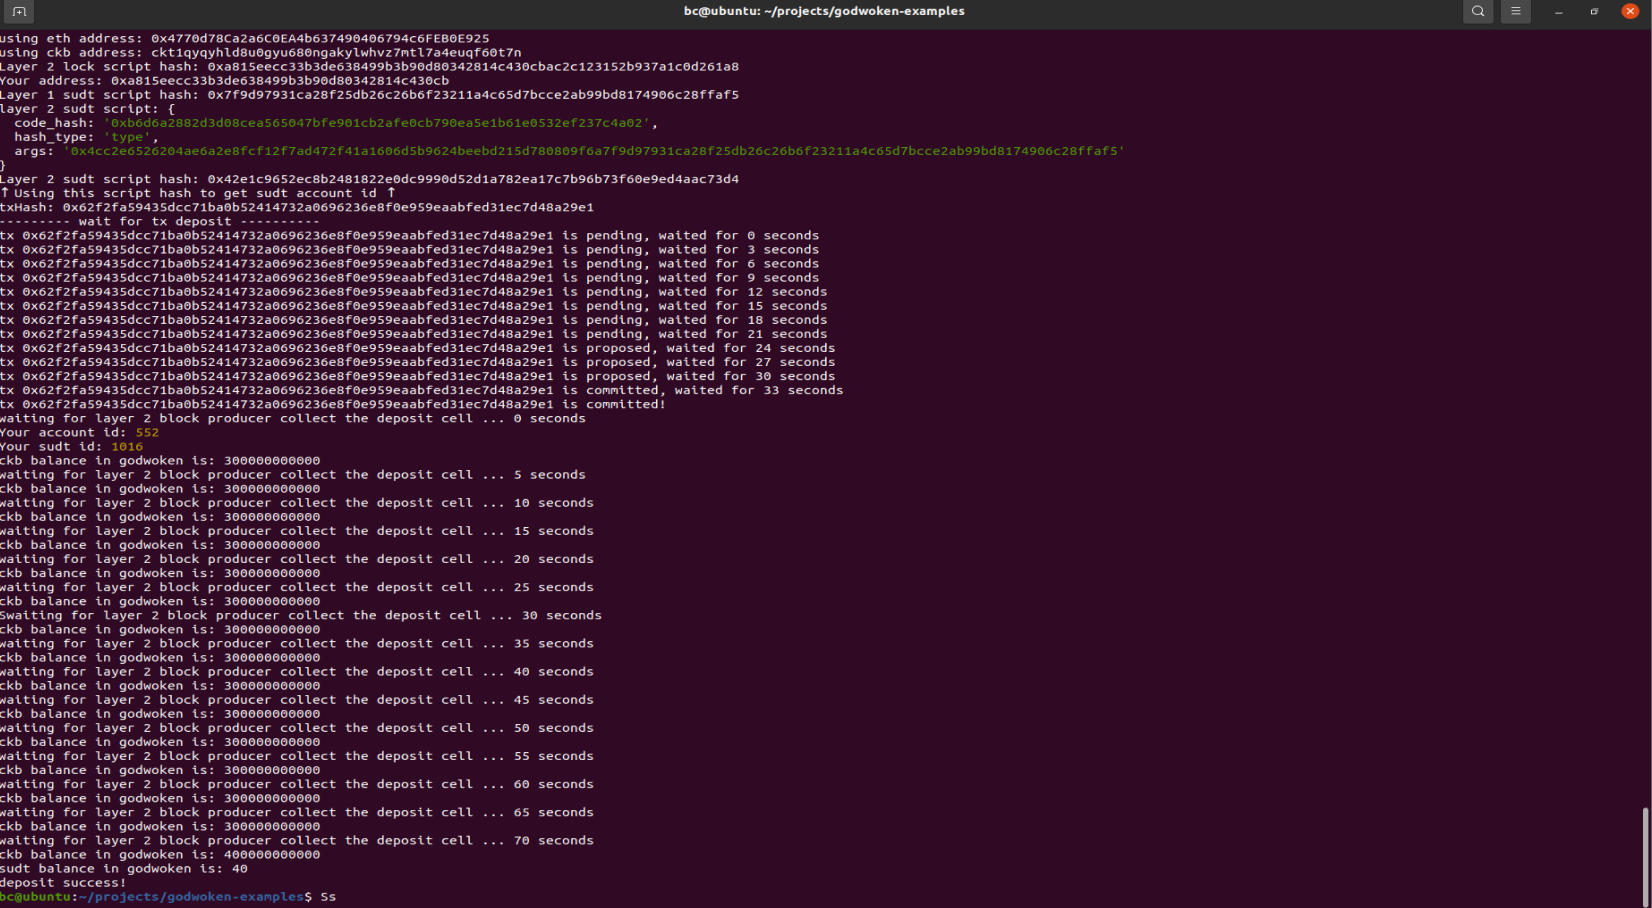 bc@ubuntu: ~/projects/godwoken-examples
using eth address: 0x4770d78Ca2a6C0EA4b637490406794c6FEB0E925
using ckb address: ckt1qyqyhld8u0gyu680ngakylwhvz7mtl7a4euqf60t7n
Layer 2 lock script hash: 0xa815eecc33b3de638499b3b90d80342814c430cbac2c123152b937a1c0d261a8
Your address: 0xa815eecc33b3de638499b3b90d80342814c430cb
Layer 1 sudt script hash: 0x7f9d97931ca28f25db26c26b6f23211a4c65d7bcce2ab99bd8174906c28ffaf5
layer 2 sudt script: {
  code_hash: '0xb6d6a2882d3d08cea565047bfe901cb2afe0cb790ea5e1b61e0532ef237c4a02',
  hash_type: 'type',
  args: '0x4cc2e6526204ae6a2e8fcf12f7ad472f41a1606d5b9624beebd215d780809f6a7f9d97931ca28f25db26c26b6f23211a4c65d7bcce2ab99bd8174906c28ffaf5'
}
Layer 2 sudt script hash: 0x42e1c9652ec8b2481822e0dc9990d52d1a782ea17c7b96b73f60e9ed4aac73d4
↑ Using this script hash to get sudt account id ↑
txHash: 0x62f2fa59435dcc71ba0b52414732a0696236e8f0e959eaabfed31ec7d48a29e1
--------- wait for tx deposit ----------
tx 0x62f2fa59435dcc71ba0b52414732a0696236e8f0e959eaabfed31ec7d48a29e1 is pending, waited for 0 seconds
tx 0x62f2fa59435dcc71ba0b52414732a0696236e8f0e959eaabfed31ec7d48a29e1 is pending, waited for 3 seconds
tx 0x62f2fa59435dcc71ba0b52414732a0696236e8f0e959eaabfed31ec7d48a29e1 is pending, waited for 6 seconds
tx 0x62f2fa59435dcc71ba0b52414732a0696236e8f0e959eaabfed31ec7d48a29e1 is pending, waited for 9 seconds
tx 0x62f2fa59435dcc71ba0b52414732a0696236e8f0e959eaabfed31ec7d48a29e1 is pending, waited for 12 seconds
tx 0x62f2fa59435dcc71ba0b52414732a0696236e8f0e959eaabfed31ec7d48a29e1 is pending, waited for 15 seconds
tx 0x62f2fa59435dcc71ba0b52414732a0696236e8f0e959eaabfed31ec7d48a29e1 is pending, waited for 18 seconds
tx 0x62f2fa59435dcc71ba0b52414732a0696236e8f0e959eaabfed31ec7d48a29e1 is pending, waited for 21 seconds
tx 0x62f2fa59435dcc71ba0b52414732a0696236e8f0e959eaabfed31ec7d48a29e1 is proposed, waited for 24 seconds
tx 0x62f2fa59435dcc71ba0b52414732a0696236e8f0e959eaabfed31ec7d48a29e1 is proposed, waited for 27 seconds
tx 0x62f2fa59435dcc71ba0b52414732a0696236e8f0e959eaabfed31ec7d48a29e1 is proposed, waited for 30 seconds
tx 0x62f2fa59435dcc71ba0b52414732a0696236e8f0e959eaabfed31ec7d48a29e1 is committed, waited for 33 seconds
tx 0x62f2fa59435dcc71ba0b52414732a0696236e8f0e959eaabfed31ec7d48a29e1 is committed!
waiting for layer 2 block producer collect the deposit cell ... 0 seconds
Your account id: 552
Your sudt id: 1016
ckb balance in godwoken is: 300000000000
waiting for layer 2 block producer collect the deposit cell ... 5 seconds
ckb balance in godwoken is: 300000000000
waiting for layer 2 block producer collect the deposit cell ... 10 seconds
ckb balance in godwoken is: 300000000000
waiting for layer 2 block producer collect the deposit cell ... 15 seconds
ckb balance in godwoken is: 300000000000
waiting for layer 2 block producer collect the deposit cell ... 20 seconds
ckb balance in godwoken is: 300000000000
waiting for layer 2 block producer collect the deposit cell ... 25 seconds
ckb balance in godwoken is: 300000000000
Swaiting for layer 2 block producer collect the deposit cell ... 30 seconds
ckb balance in godwoken is: 300000000000
waiting for layer 2 block producer collect the deposit cell ... 35 seconds
ckb balance in godwoken is: 300000000000
waiting for layer 2 block producer collect the deposit cell ... 40 seconds
ckb balance in godwoken is: 300000000000
waiting for layer 2 block producer collect the deposit cell ... 45 seconds
ckb balance in godwoken is: 300000000000
waiting for layer 2 block producer collect the deposit cell ... 50 seconds
ckb balance in godwoken is: 300000000000
waiting for layer 2 block producer collect the deposit cell ... 55 seconds
ckb balance in godwoken is: 300000000000
waiting for layer 2 block producer collect the deposit cell ... 60 seconds
ckb balance in godwoken is: 300000000000
waiting for layer 2 block producer collect the deposit cell ... 65 seconds
ckb balance in godwoken is: 300000000000
waiting for layer 2 block producer collect the deposit cell ... 70 seconds
ckb balance in godwoken is: 400000000000
sudt balance in godwoken is: 40
deposit success!
bc@ubuntu:~/projects/godwoken-examples$ Ss